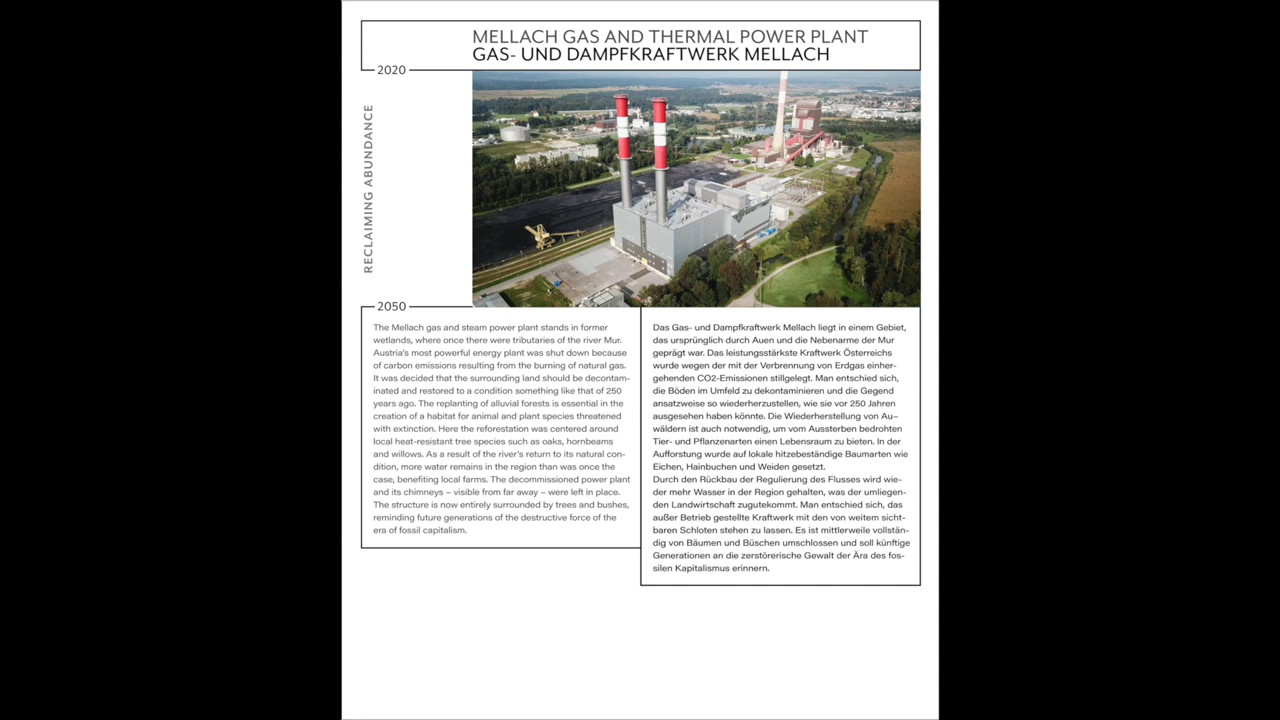 MELLACH GAS AND THERMAL POWER PLANT
GAS- UND DAMPFKRAFTWERK MELLACH
2020
RECLAIMING ABUNDANCE
2050
The Mellach gas and steam power plant stands in former
wetlands, where once there were tributaries of the river Mur.
Austria's most powerful energy plant was shut down because
of carbon emissions resulting from the burning of natural gas.
It was decided that the surrounding land should be decontam-
inated and restored to a condition something like that of 250
years ago. The replanting of alluvial forests is essential in the
creation of a habitat for animal and plant species threatened
with extinction. Here the reforestation was centered around
local heat-resistant tree species such as oaks, hornbeams
and willows. As a result of the river's return to its natural con-
dition, more water remains in the region than was once the
case, benefiting local farms. The decommissioned power plant
and its chimneys – visible from far away – were left in place.
The structure is now entirely surrounded by trees and bushes,
reminding future generations of the destructive force of the
era of fossil capitalism.
Das Gas- und Dampfkraftwerk Mellach liegt in einem Gebiet,
das ursprünglich durch Auen und die Nebenarme der Mur
geprägt war. Das leistungsstärkste Kraftwerk Österreichs
wurde wegen der mit der Verbrennung von Erdgas einher-
gehenden CO2-Emissionen stillgelegt. Man entschied sich,
die Böden im Umfeld zu dekontaminieren und die Gegend
ansatzweise so wiederherzustellen, wie sie vor 250 Jahren
ausgesehen haben könnte. Die Wiederherstellung von Au–
wäldern ist auch notwendig, um vom Aussterben bedrohten
Tier- und Pflanzenarten einen Lebensraum zu bieten. In der
Aufforstung wurde auf lokale hitzebeständige Baumarten wie
Eichen, Hainbuchen und Weiden gesetzt.
Durch den Rückbau der Regulierung des Flusses wird wie-
der mehr Wasser in der Region gehalten, was der umliegen-
den Landwirtschaft zugutekommt. Man entschied sich, das
außer Betrieb gestellte Kraftwerk mit den von weitem sicht-
baren Schloten stehen zu lassen. Es ist mittlerweile vollstän-
dig von Bäumen und Büschen umschlossen und soll künftige
Generationen an die zerstörerische Gewalt der Ära des fos-
silen Kapitalismus erinnern.